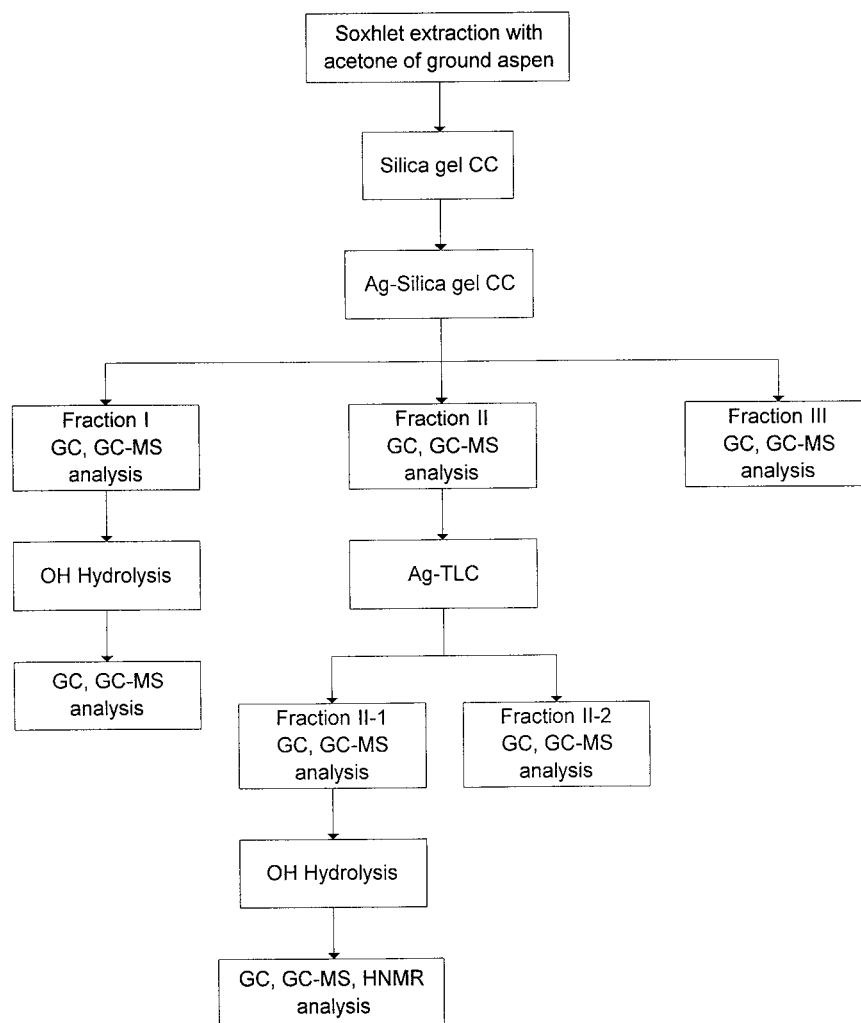 Soxhlet extraction with
acetone of ground aspen
Silica gel CC
Ag-Silica gel CC
Fraction I
GC, GC-MS
analysis
Fraction II
GC, GC-MS
analysis
Fraction III
GC, GC-MS
analysis
OH Hydrolysis
Ag-TLC
GC, GC-MS
analysis
Fraction II-1
GC, GC-MS
analysis
Fraction II-2
GC, GC-MS
analysis
OH Hydrolysis
GC, GC-MS, HNMR
analysis